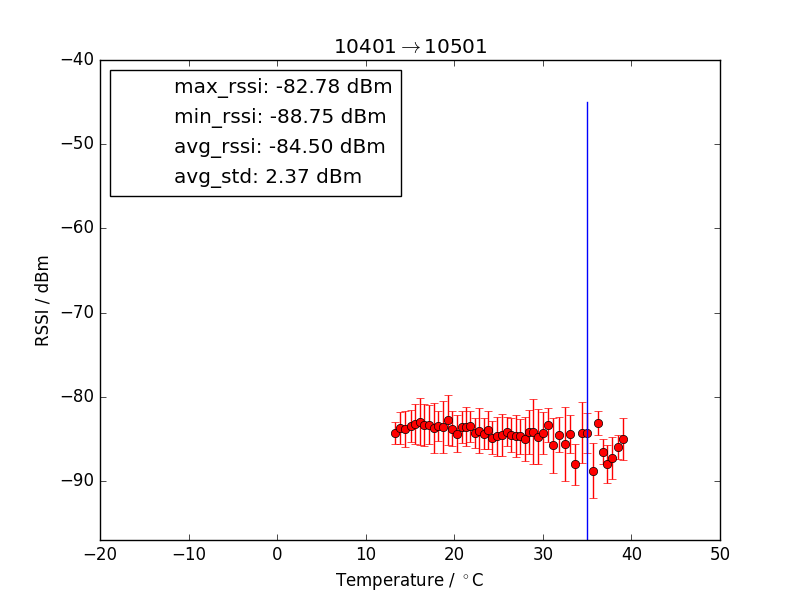 10401→10501
max_rssi: -82.78 dBm
min_rssi: -88.75 dBm
avg_rssi: -84.50 dBm
avg_std: 2.37 dBm
−40
−50
−60
−70
−80
−90
RSSI / dBm
−20 −10 0 10 20 30 40 50
Temperature / °C